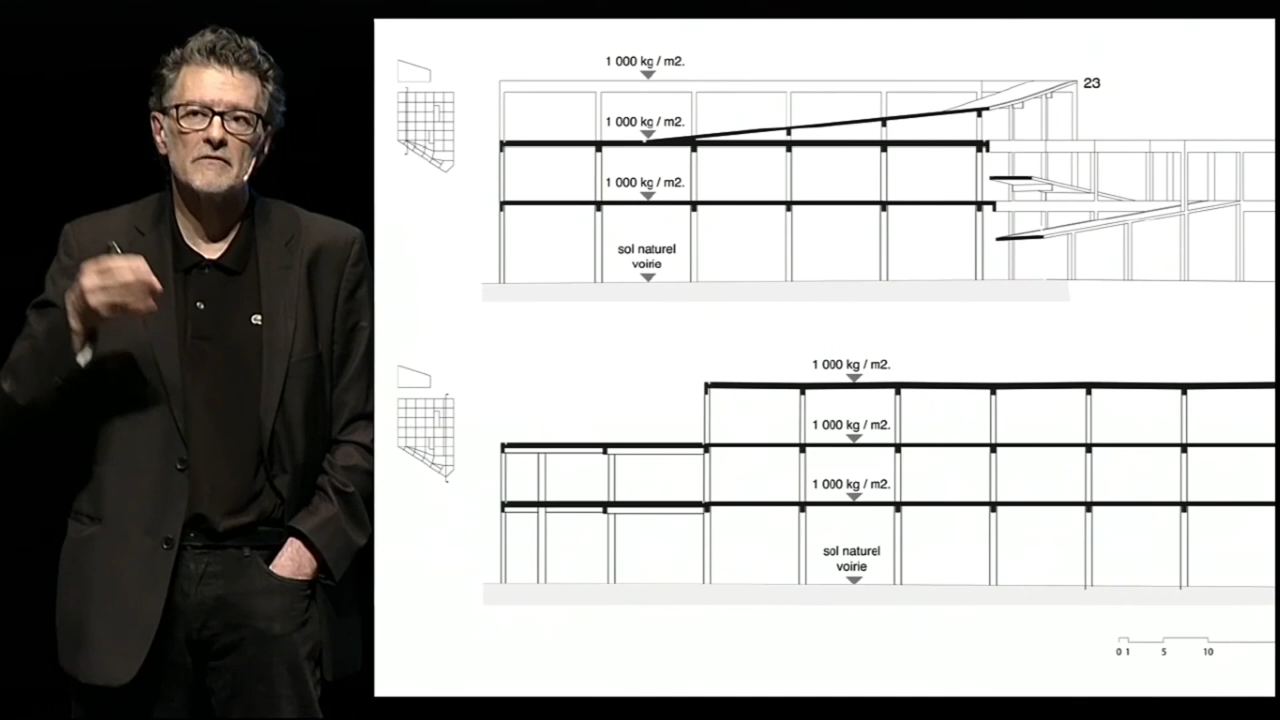 1 000 kg / m2.
23
1 000 kg / m2.
1 000 kg / m2.
sol naturel
voirie
1 000 kg / m2.
1 000 kg / m2.
1 000 kg / m2.
sol naturel
voirie
0 1 5 10